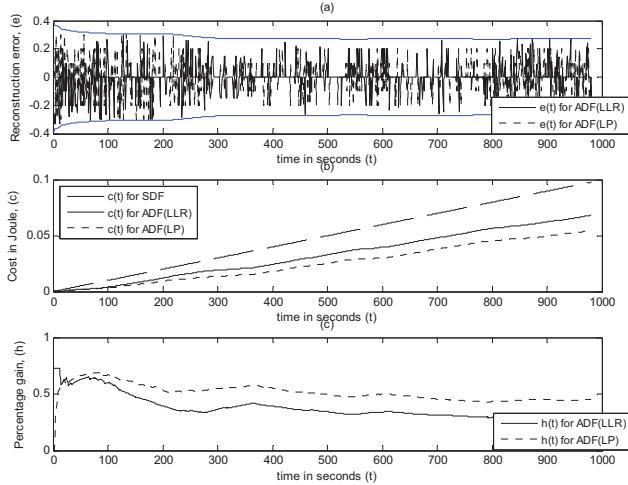 (a)
Reconstruction error, (e)
0.4
0.2
0
-0.2
-0.4
e(t) for ADF(LLR)
e(t) for ADF(LP)
0 100 200 300 400 500 600 700 800 900 1000
time in seconds (t)
(b)
Cost in Joule, (c)
0.1
0.05
0
c(t) for SDF
c(t) for ADF(LLR)
c(t) for ADF(LP)
0 100 200 300 400 500 600 700 800 900 1000
time in seconds (t)
(c)
Percentage gain, (h)
1
0.5
0
h(t) for ADF(LLR)
h(t) for ADF(LP)
0 100 200 300 400 500 600 700 800 900 1000
time in seconds (t)